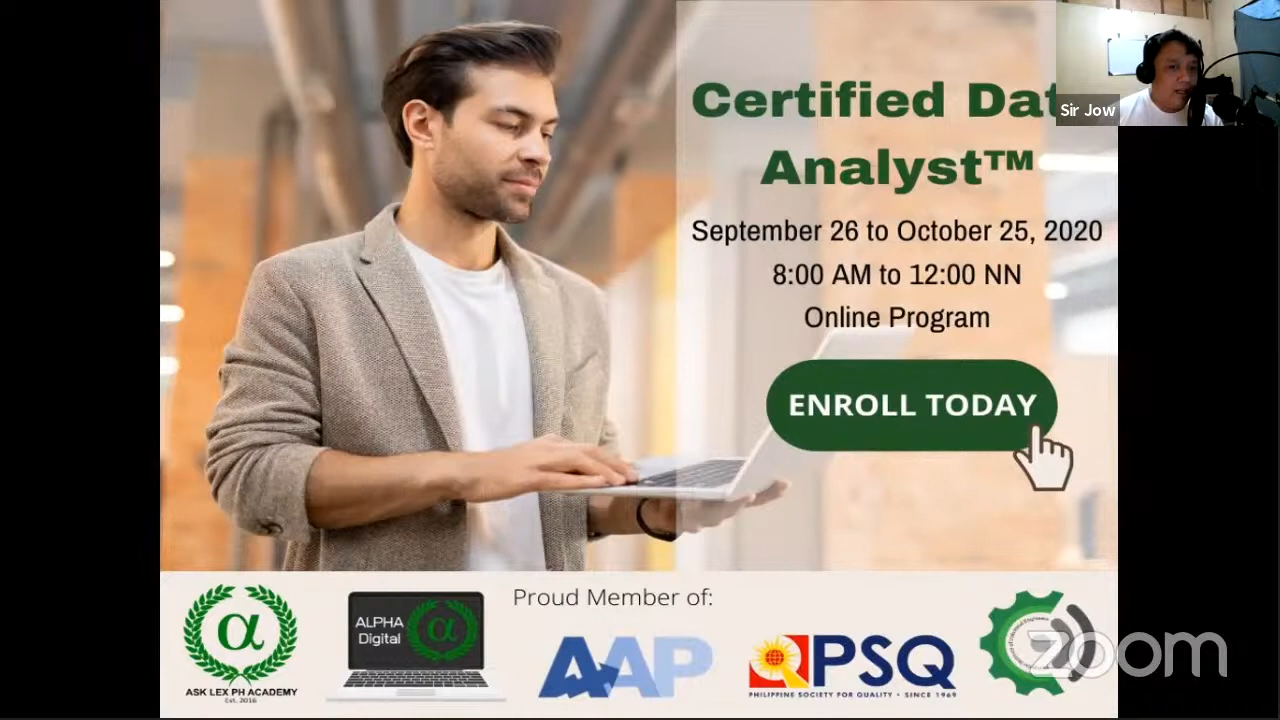 Certified Dat
Analyst™
September 26 to October 25, 2020
8:00 AM to 12:00 NN
Online Program
ENROLL TODAY
Sir Jow
Proud Member of:
α
ASK LEX PH ACADEMY
Est. 2016
ALPHA
Digital
α
AAP
PSQ
PHILIPPINE SOCIETY FOR QUALITY • SINCE 1969
zoom